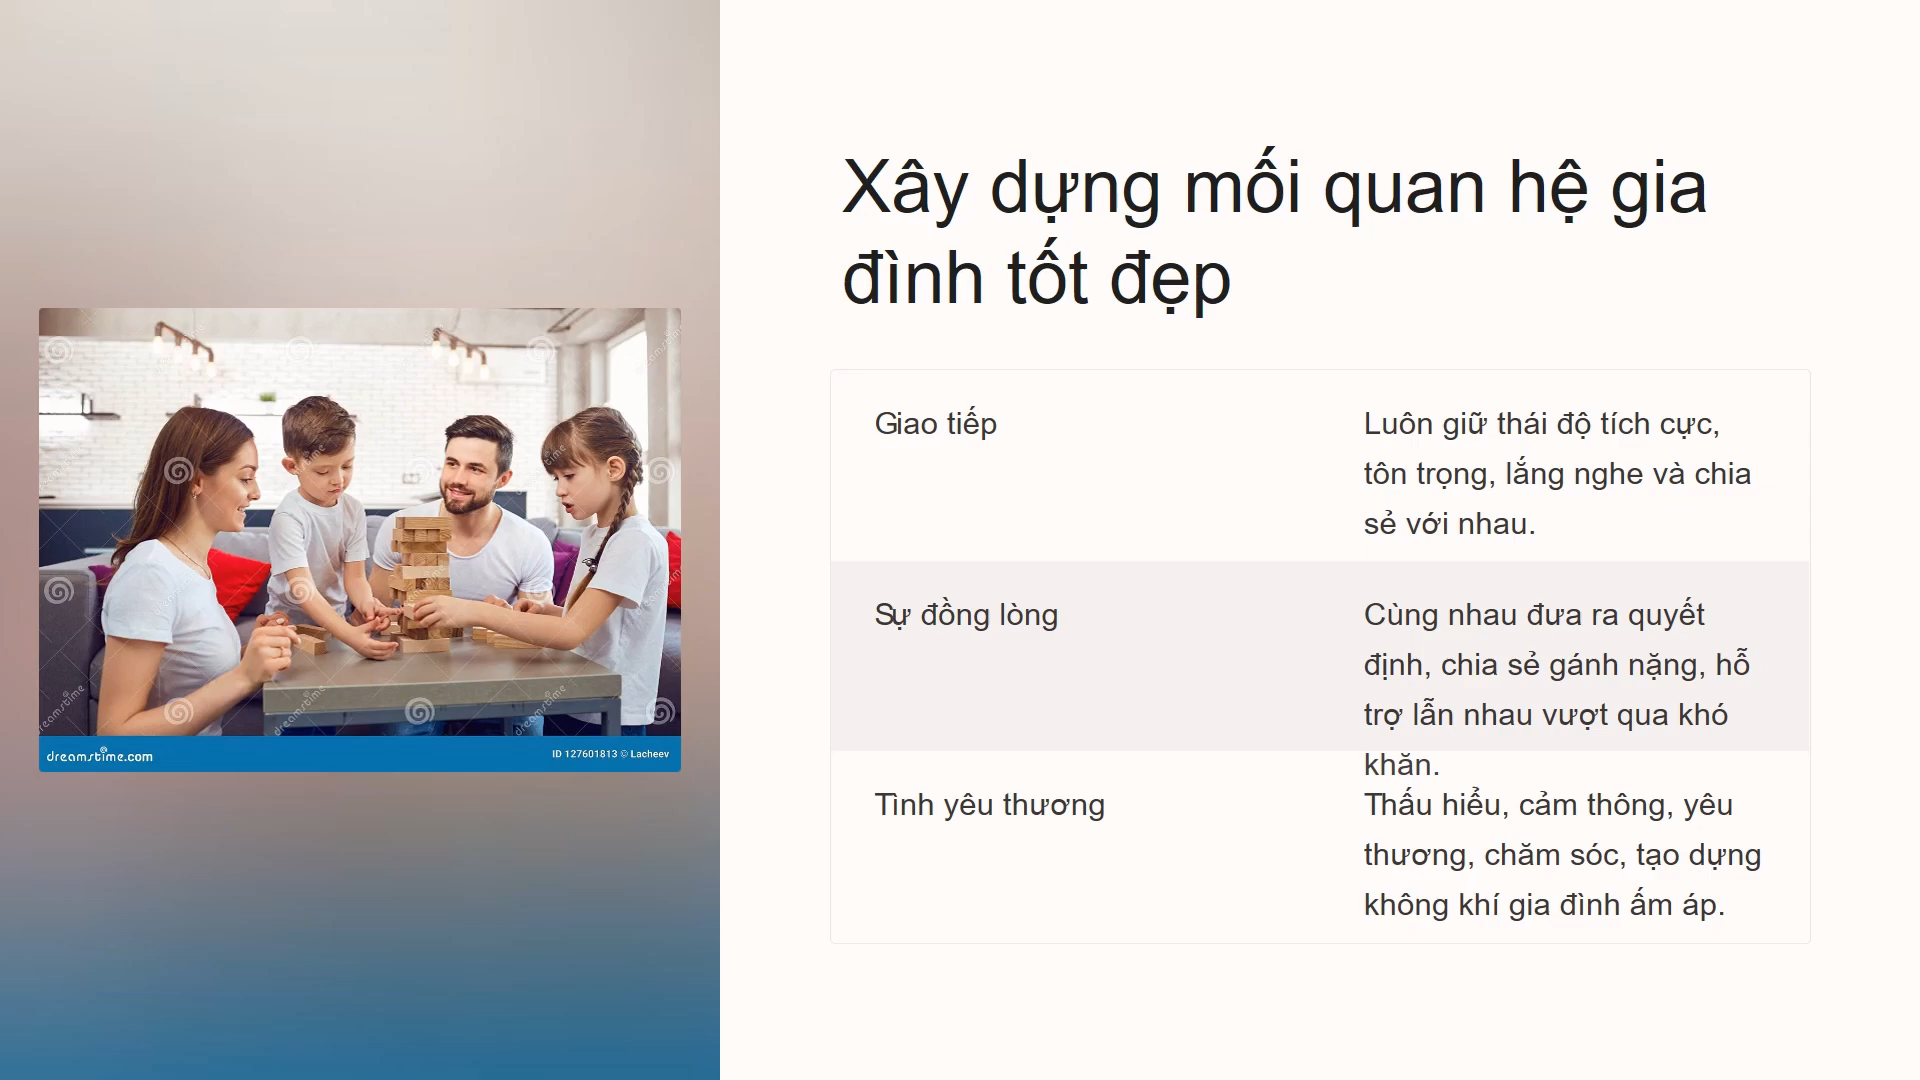 Xây dựng mối quan hệ gia
đình tốt đẹp
Giao tiếp
Luôn giữ thái độ tích cực,
tôn trọng, lắng nghe và chia
sẻ với nhau.
Sự đồng lòng
Cùng nhau đưa ra quyết
định, chia sẻ gánh nặng, hỗ
trợ lẫn nhau vượt qua khó
khăn.
Tình yêu thương
Thấu hiểu, cảm thông, yêu
thương, chăm sóc, tạo dựng
không khí gia đình ấm áp.
dreamstime.com
ID 127601813 © Lacheev
dreamstime
dreamstime
dreamstime